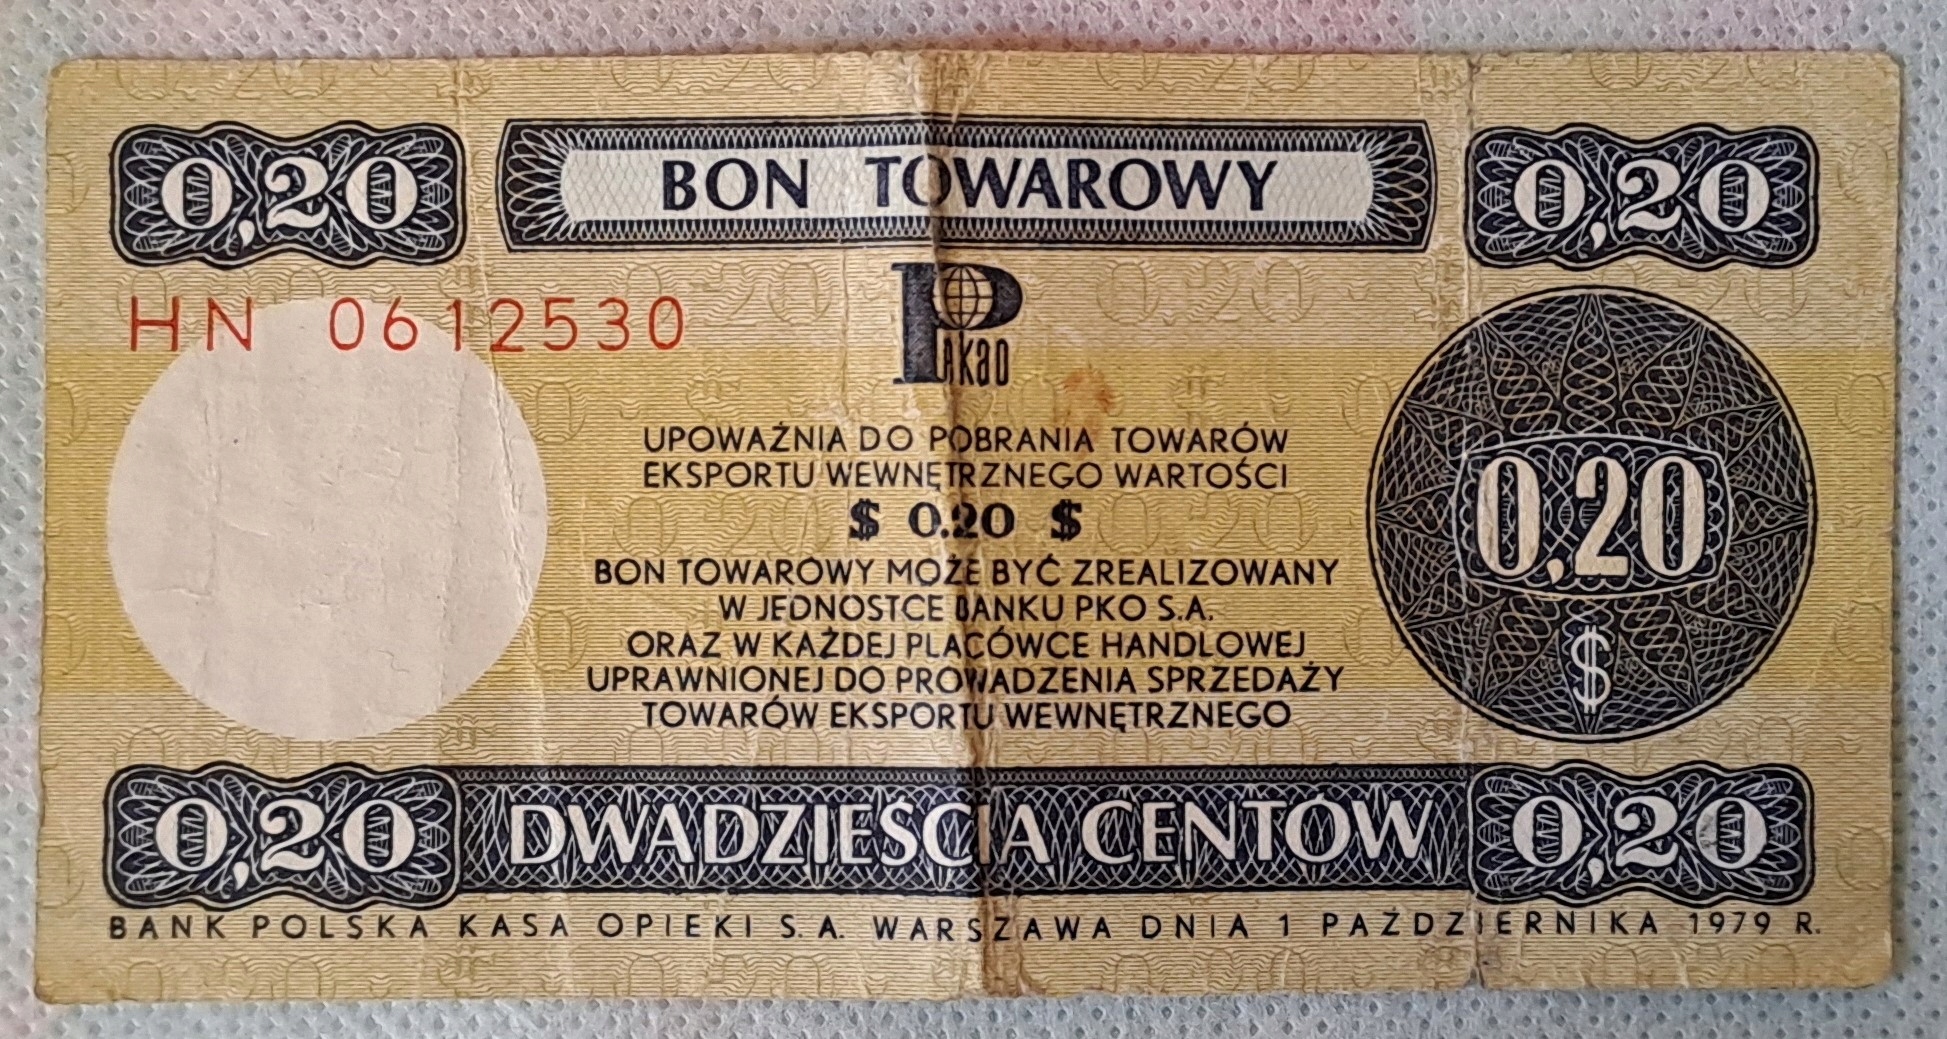 0,20 BON TOWAROWY 0,20
HN 0612530
Pekao
UPOWAŻNIA DO POBRANIA TOWARÓW
EKSPORTU WEWNĘTRZNEGO WARTOŚCI
$ 0.20 $
BON TOWAROWY MOŻE BYĆ ZREALIZOWANY
W JEDNOSTCE BANKU PKO S.A.
ORAZ W KAŻDEJ PLACÓWCE HANDLOWEJ
UPRAWNIONEJ DO PROWADZENIA SPRZEDAŻY
TOWARÓW EKSPORTU WEWNĘTRZNEGO
0,20
$
0,20 DWADZIEŚCIA CENTÓW 0,20
BANK POLSKA KASA OPIEKI S.A. WARSZAWA DNIA 1 PAŹDZIERNIKA 1979 R.